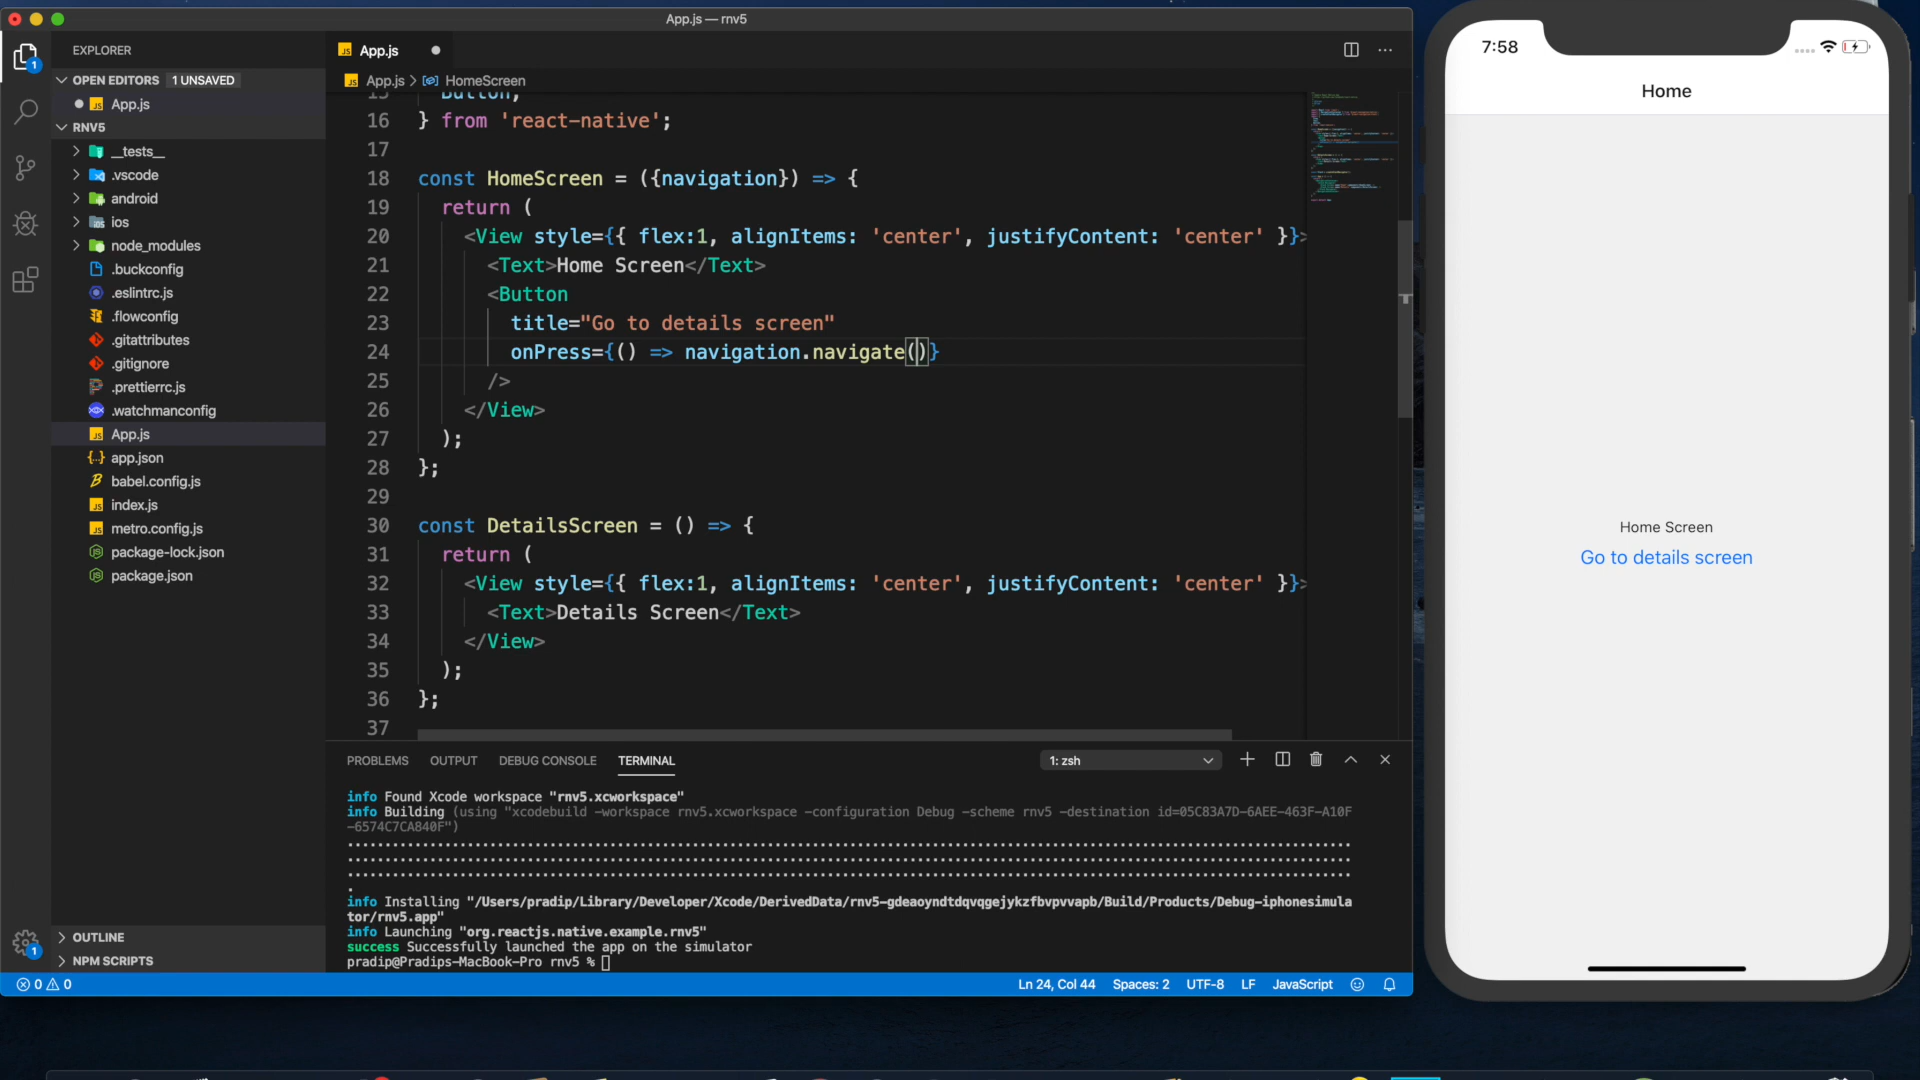 App.js — rnv5
EXPLORER
OPEN EDITORS 1 UNSAVED
App.js
RNV5
__tests__
.vscode
android
ios
node_modules
.buckconfig
.eslintrc.js
.flowconfig
.gitattributes
.gitignore
.prettierrc.js
.watchmanconfig
App.js
app.json
babel.config.js
index.js
metro.config.js
package-lock.json
package.json
OUTLINE
NPM SCRIPTS
App.js
App.js > HomeScreen
15 Button,
16 } from 'react-native';
17
18 const HomeScreen = ({navigation}) => {
19 return (
20 <View style={{ flex:1, alignItems: 'center', justifyContent: 'center' }}>
21 <Text>Home Screen</Text>
22 <Button
23 title="Go to details screen"
24 onPress={() => navigation.navigate()}
25 />
26 </View>
27 );
28 };
29
30 const DetailsScreen = () => {
31 return (
32 <View style={{ flex:1, alignItems: 'center', justifyContent: 'center' }}>
33 <Text>Details Screen</Text>
34 </View>
35 );
36 };
37
PROBLEMS OUTPUT DEBUG CONSOLE TERMINAL 1: zsh
info Found Xcode workspace "rnv5.xcworkspace"
info Building (using "xcodebuild -workspace rnv5.xcworkspace -configuration Debug -scheme rnv5 -destination id=05C83A7D-6AEE-463F-A10F
-6574C7CA840F")
info Installing "/Users/pradip/Library/Developer/Xcode/DerivedData/rnv5-gdeaoyndtdqvqgejykzfbvpvvapb/Build/Products/Debug-iphonesimula
tor/rnv5.app"
info Launching "org.reactjs.native.example.rnv5"
success Successfully launched the app on the simulator
pradip@Pradips-MacBook-Pro rnv5 %
0 0 Ln 24, Col 44 Spaces: 2 UTF-8 LF JavaScript
1
1
7:58
Home
Home Screen
Go to details screen